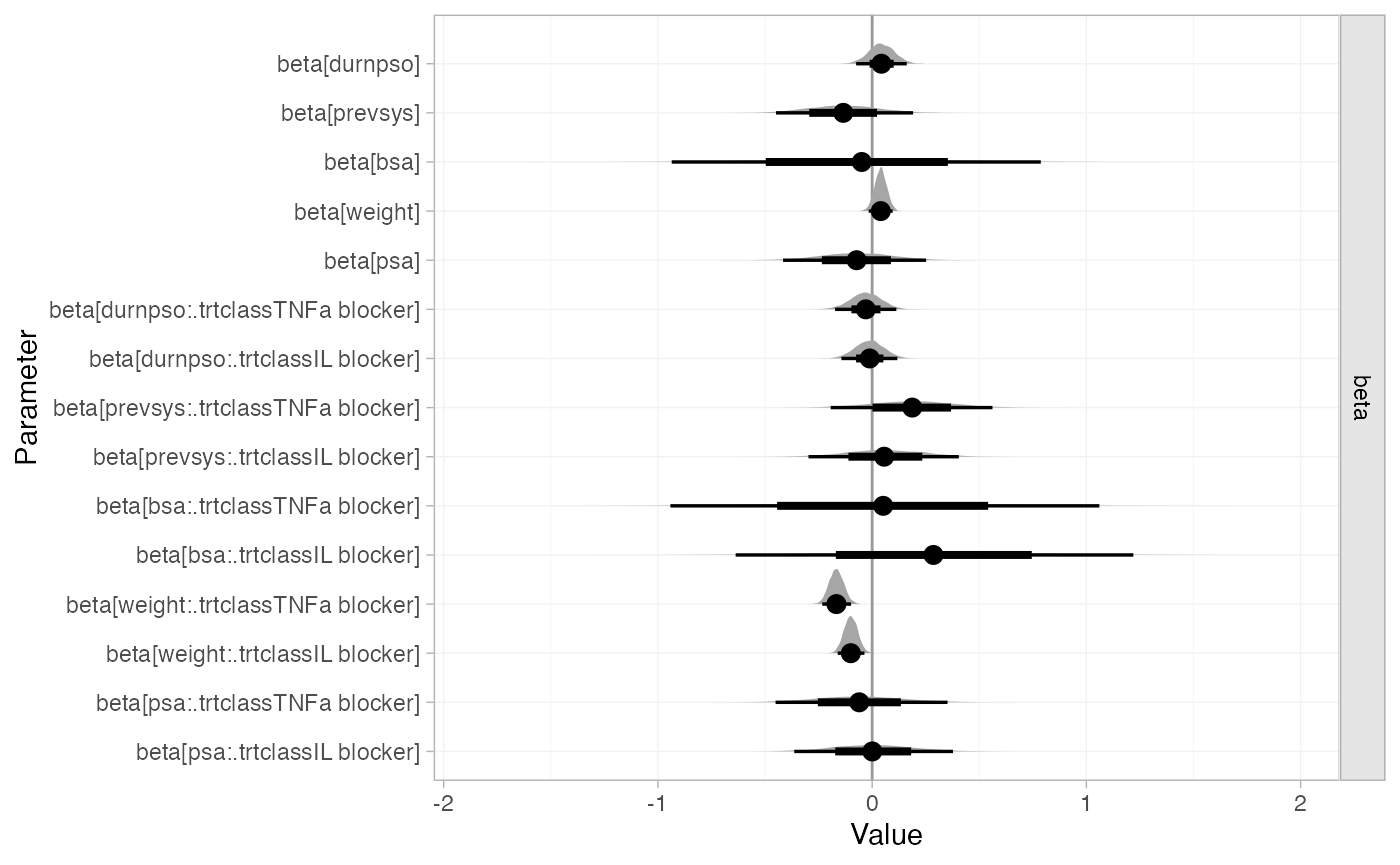 beta[durnpso]
beta[prevsys]
beta[bsa]
beta[weight]
beta[psa]
beta[durnpso:.trtclassTNFa blocker]
beta[durnpso:.trtclassIL blocker]
beta[prevsys:.trtclassTNFa blocker]
beta[prevsys:.trtclassIL blocker]
beta[bsa:.trtclassTNFa blocker]
beta[bsa:.trtclassIL blocker]
beta[weight:.trtclassTNFa blocker]
beta[weight:.trtclassIL blocker]
beta[psa:.trtclassTNFa blocker]
beta[psa:.trtclassIL blocker]
Parameter
beta
-2 -1 0 1 2
Value